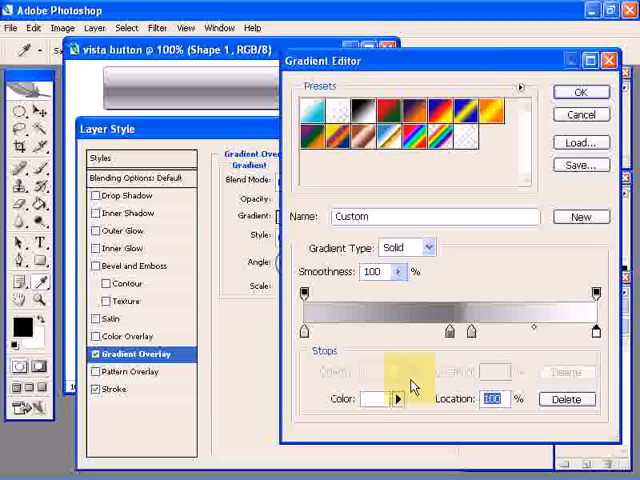 Adobe Photoshop
File Edit Image Layer Select Filter View Window Help
vista button @ 100% (Shape 1, RGB/8)
Gradient Editor
Presets
OK
Cancel
Load...
Save...
Name: Custom
New
Gradient Type: Solid
Smoothness: 100 %
Stops
Delete
Color:
Location: 100 %
Delete
Layer Style
Styles
Blending Options: Default
Drop Shadow
Inner Shadow
Outer Glow
Inner Glow
Bevel and Emboss
Contour
Texture
Satin
Color Overlay
Gradient Overlay
Pattern Overlay
Stroke
Gradient
Blend Mode:
Opacity:
Gradient:
Style:
Angle:
Scale: